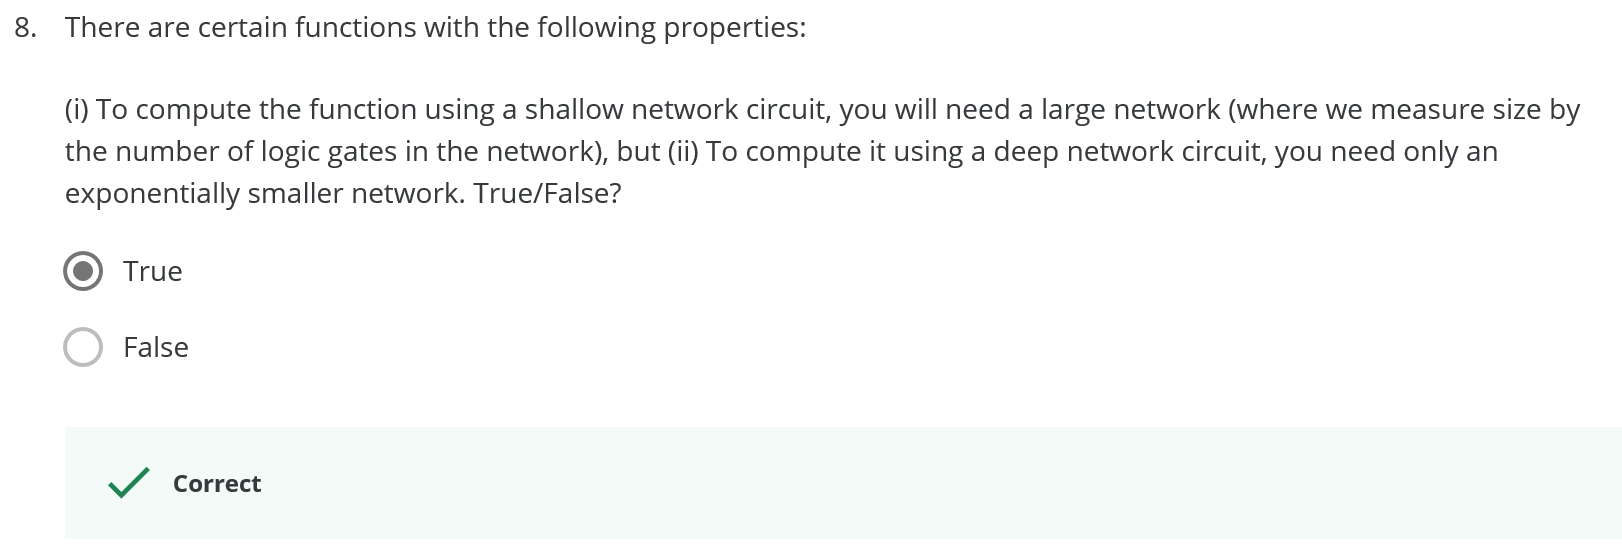 8. There are certain functions with the following properties:
(i) To compute the function using a shallow network circuit, you will need a large network (where we measure size by
the number of logic gates in the network), but (ii) To compute it using a deep network circuit, you need only an
exponentially smaller network. True/False?
True
False
Correct